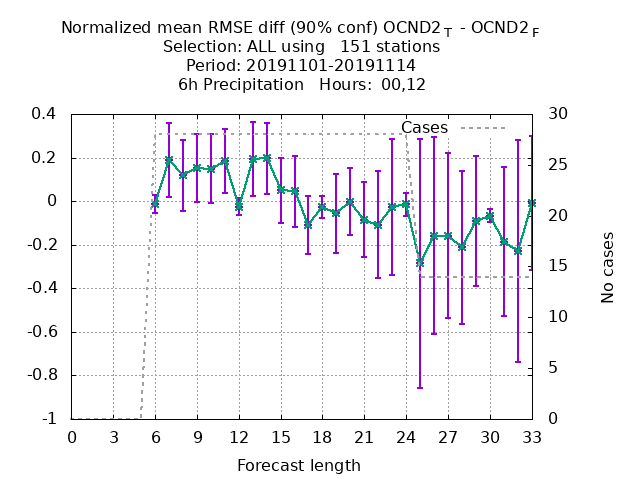 Normalized mean RMSE diff (90% conf) OCND2 T - OCND2 F
Selection: ALL using 151 stations
Period: 20191101-20191114
6h Precipitation Hours: 00,12
Cases
0.4
0.2
0
-0.2
-0.4
-0.6
-0.8
-1
30
25
20
15
10
5
0
No cases
0 3 6 9 12 15 18 21 24 27 30 33
Forecast length